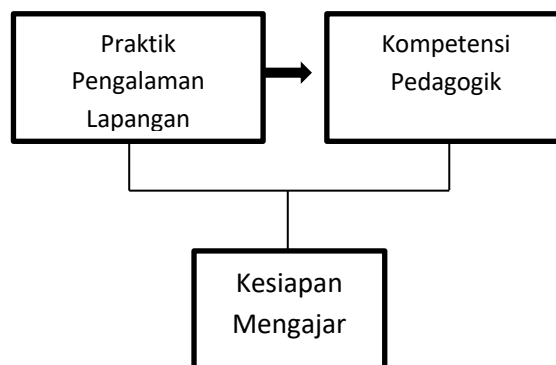 Praktik
Pengalaman
Lapangan
Kompetensi
Pedagogik
Kesiapan
Mengajar